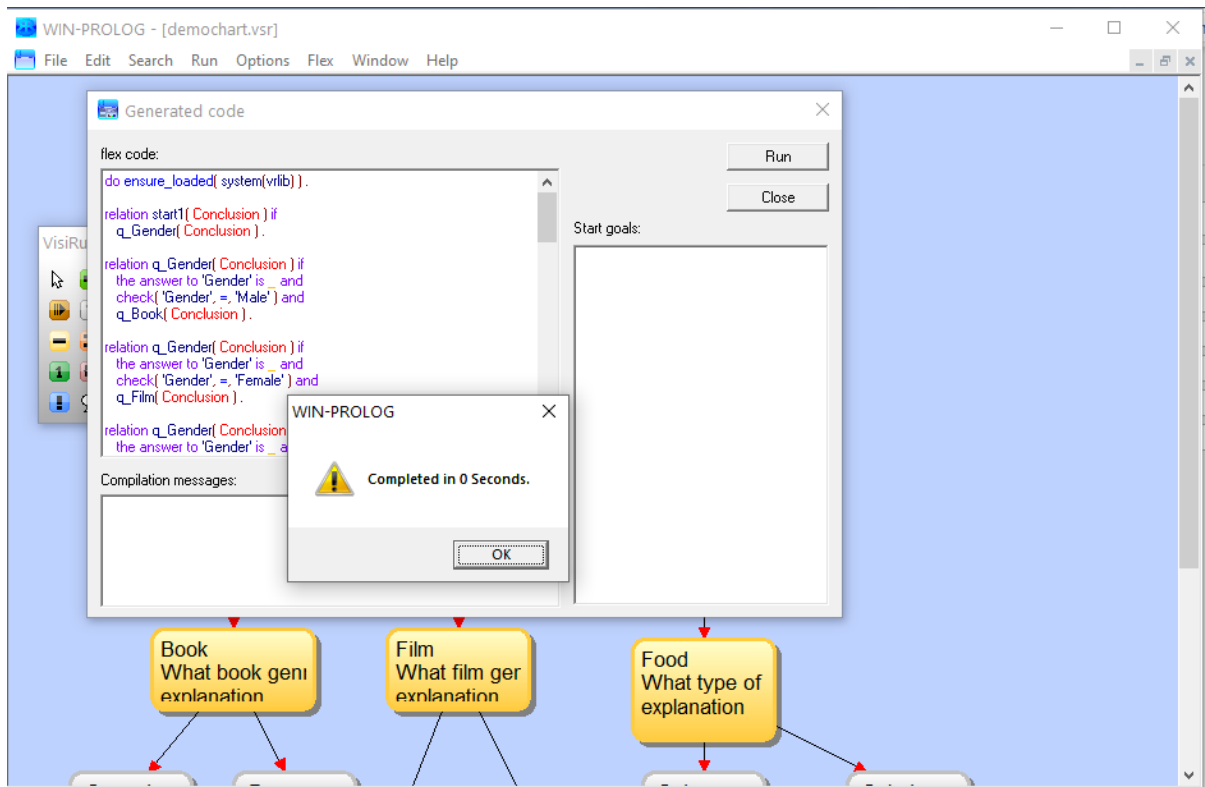 WIN-PROLOG - [demochart.vsr]
File Edit Search Run Options Flex Window Help
Generated code
flex code:
Run
do ensure_loaded( system(vrlib) ) .
Close
relation start1( Conclusion ) if
q_Gender( Conclusion ) .
Start goals:
VisiRu
relation q_Gender( Conclusion ) if
the answer to 'Gender' is _ and
check( 'Gender', =, 'Male' ) and
q_Book( Conclusion ) .
relation q_Gender( Conclusion ) if
the answer to 'Gender' is _ and
check( 'Gender', =, 'Female' ) and
q_Film( Conclusion ) .
relation q_Gender( Conclusion
the answer to 'Gender' is _ a
WIN-PROLOG
Completed in 0 Seconds.
OK
Compilation messages:
Book
What book geni
explanation
Film
What film ger
explanation
Food
What type of
explanation